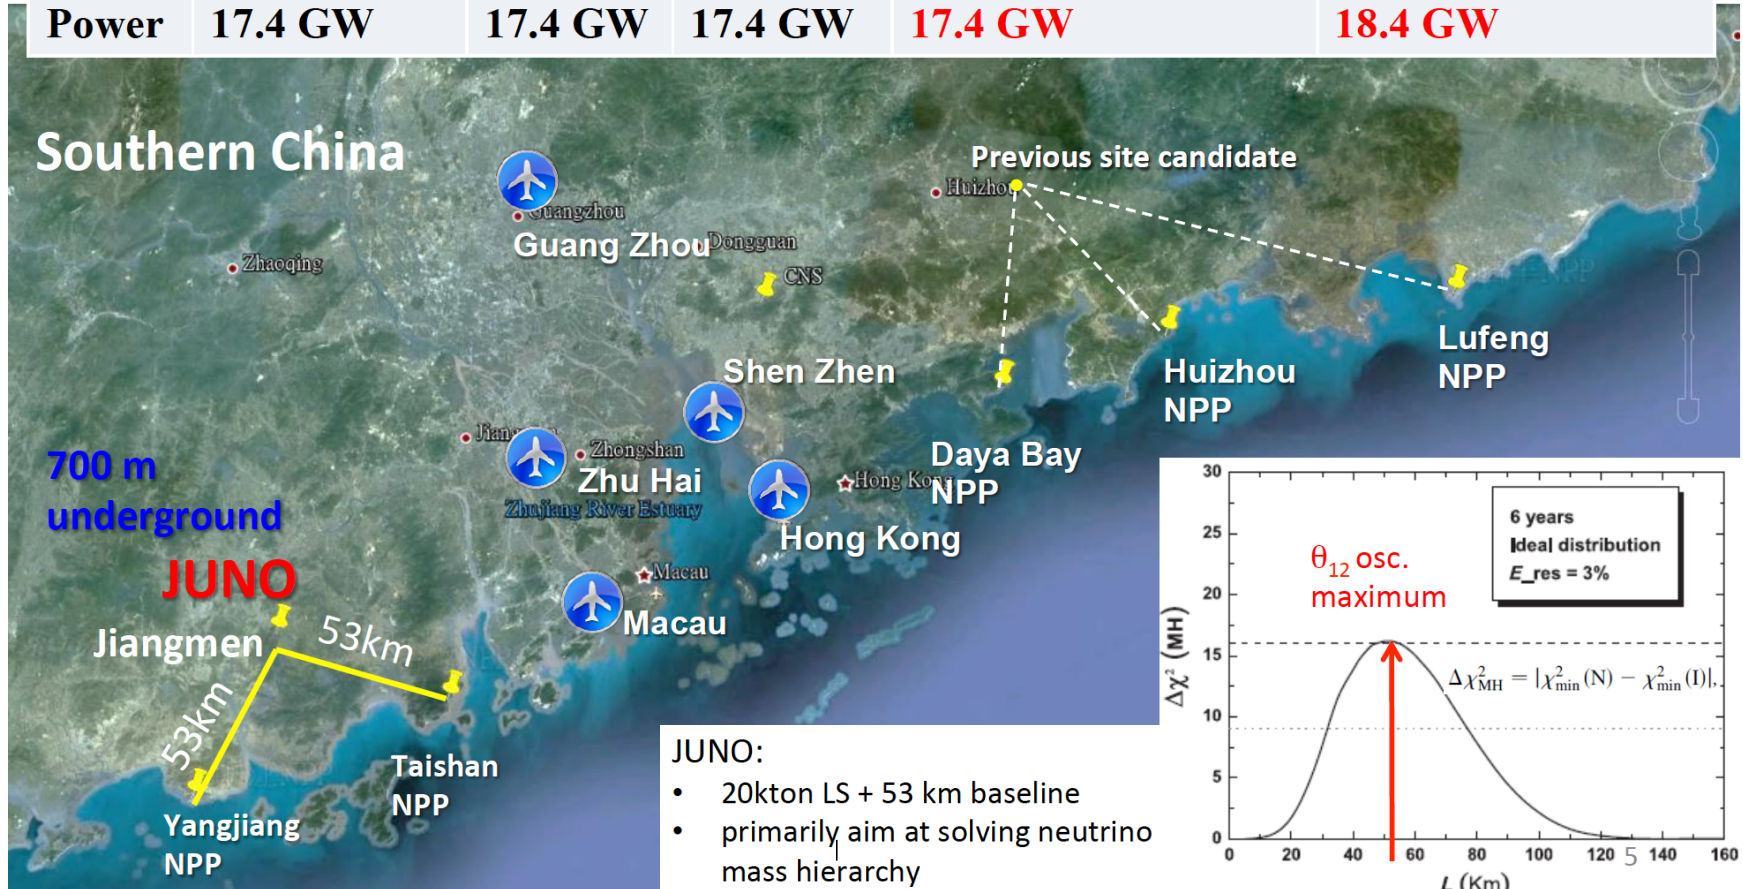 Power 17.4 GW 17.4 GW 17.4 GW 17.4 GW 18.4 GW
Southern China
Previous site candidate
Huizhou
Guangzhou
Guang Zhou
Dongguan
Zhaoqing
CNS
NPP
Lufeng
NPP
Shen Zhen
Huizhou
NPP
Zhongshan
Zhu Hai
Zhujiang River Estuary
Hong Kong
Daya Bay
NPP
Hong Kong
700 m
underground
JUNO
Macau
Macau
Jiangmen
53km
53km
Taishan
NPP
Yangjiang
NPP
JUNO:
• 20kton LS + 53 km baseline
• primarily aim at solving neutrino
mass hierarchy
30
25
20
15
10
5
0
Δχ² (MH)
6 years
Ideal distribution
E_res = 3%
θ12 osc.
maximum
Δχ²MH = |χ²min(N) − χ²min(I)|,
0 20 40 60 80 100 120 140 160
L (Km)
5